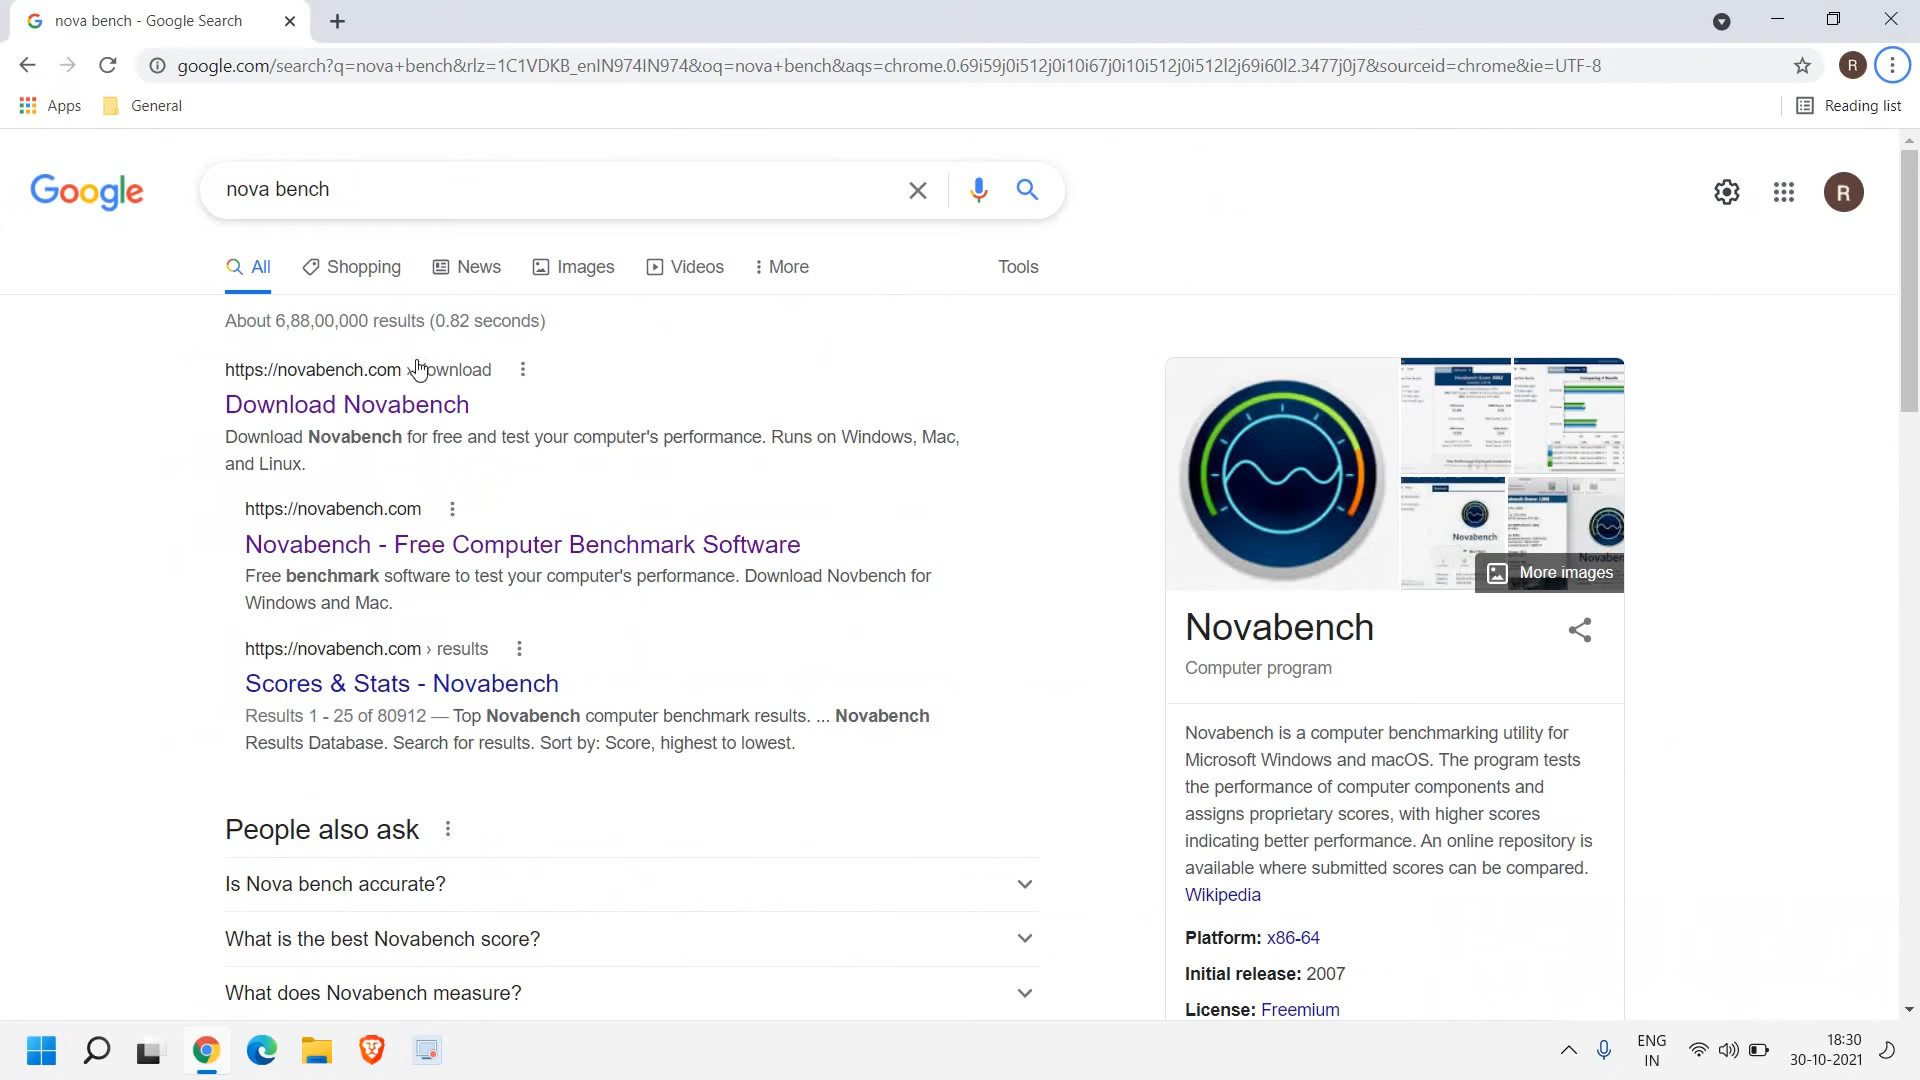 nova bench - Google Search
google.com/search?q=nova+bench&rlz=1C1VDKB_enIN974IN974&oq=nova+bench&aqs=chrome.0.69i59j0i512j0i10i67j0i10i512j0i512l2j69i60l2.3477j0j7&sourceid=chrome&ie=UTF-8
R
Apps
General
Reading list
Google
nova bench
R
All
Shopping
News
Images
Videos
More
Tools
About 6,88,00,000 results (0.82 seconds)
https://novabench.com › download
Download Novabench
Download Novabench for free and test your computer's performance. Runs on Windows, Mac,
and Linux.
https://novabench.com
Novabench - Free Computer Benchmark Software
Free benchmark software to test your computer's performance. Download Novbench for
Windows and Mac.
https://novabench.com › results
Scores & Stats - Novabench
Results 1 - 25 of 80912 — Top Novabench computer benchmark results. ... Novabench
Results Database. Search for results. Sort by: Score, highest to lowest.
People also ask
Is Nova bench accurate?
What is the best Novabench score?
What does Novabench measure?
Novabench
More images
Novabench
Computer program
Novabench is a computer benchmarking utility for
Microsoft Windows and macOS. The program tests
the performance of computer components and
assigns proprietary scores, with higher scores
indicating better performance. An online repository is
available where submitted scores can be compared.
Wikipedia
Platform: x86-64
Initial release: 2007
License: Freemium
ENG
IN
18:30
30-10-2021